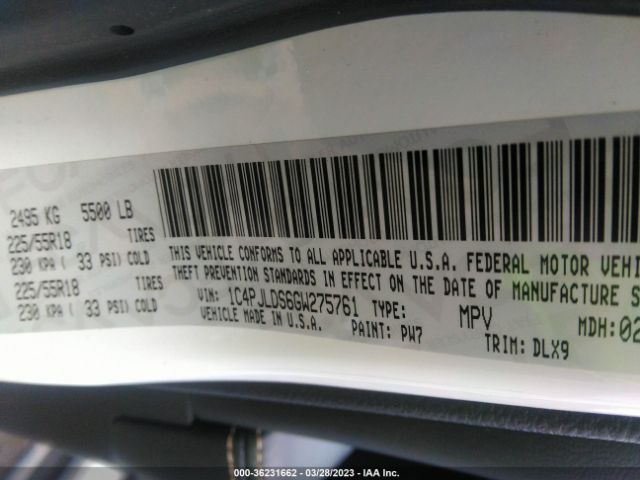 2495 KG 5500 LB
225/55R18 TIRES
230 KPA ( 33 PSI) COLD
225/55R18 TIRES
230 KPA ( 33 PSI) COLD
THIS VEHICLE CONFORMS TO ALL APPLICABLE U.S.A. FEDERAL MOTOR VEHI
THEFT PREVENTION STANDARDS IN EFFECT ON THE DATE OF MANUFACTURE S
VIN: 1C4PJLDS6GW275761 TYPE: MPV MDH:02
VEHICLE MADE IN U.S.A. PAINT: PW7 TRIM: DLX9
000-36231662 - 03/28/2023 - IAA Inc.